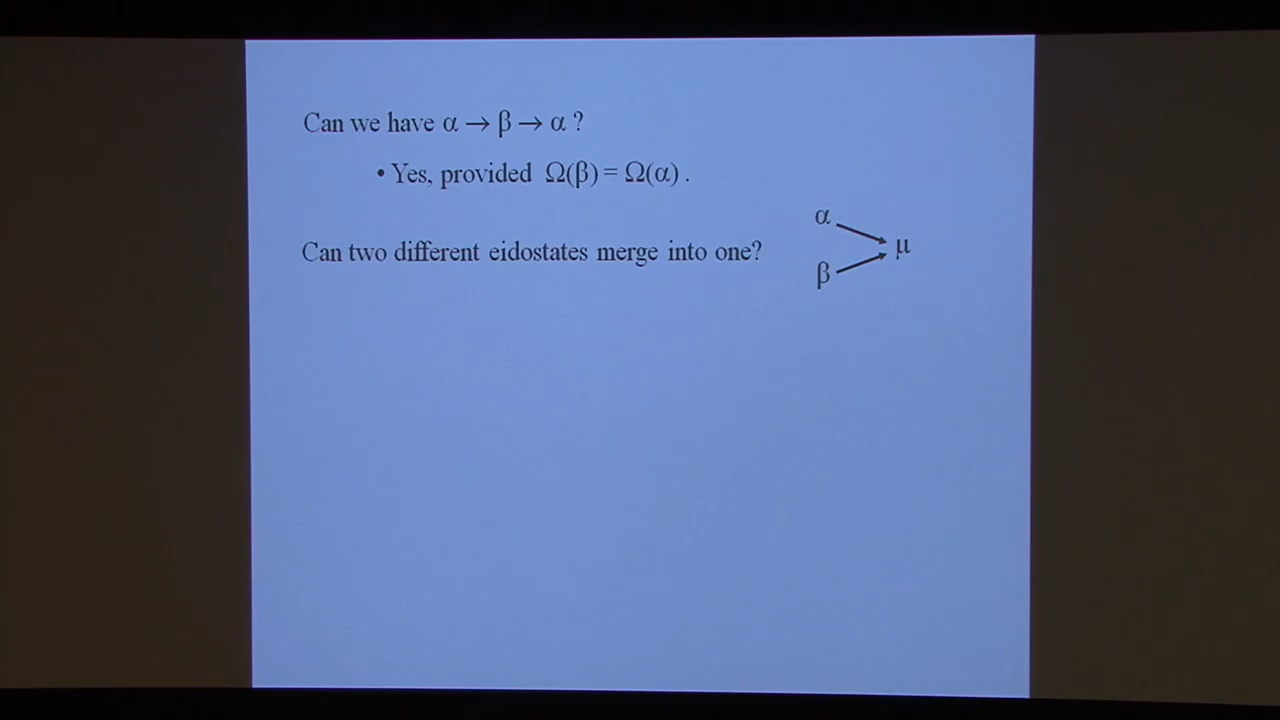 Can we have α → β → α ?
• Yes, provided Ω(β) = Ω(α) .
Can two different eidostates merge into one?
α
β
μ